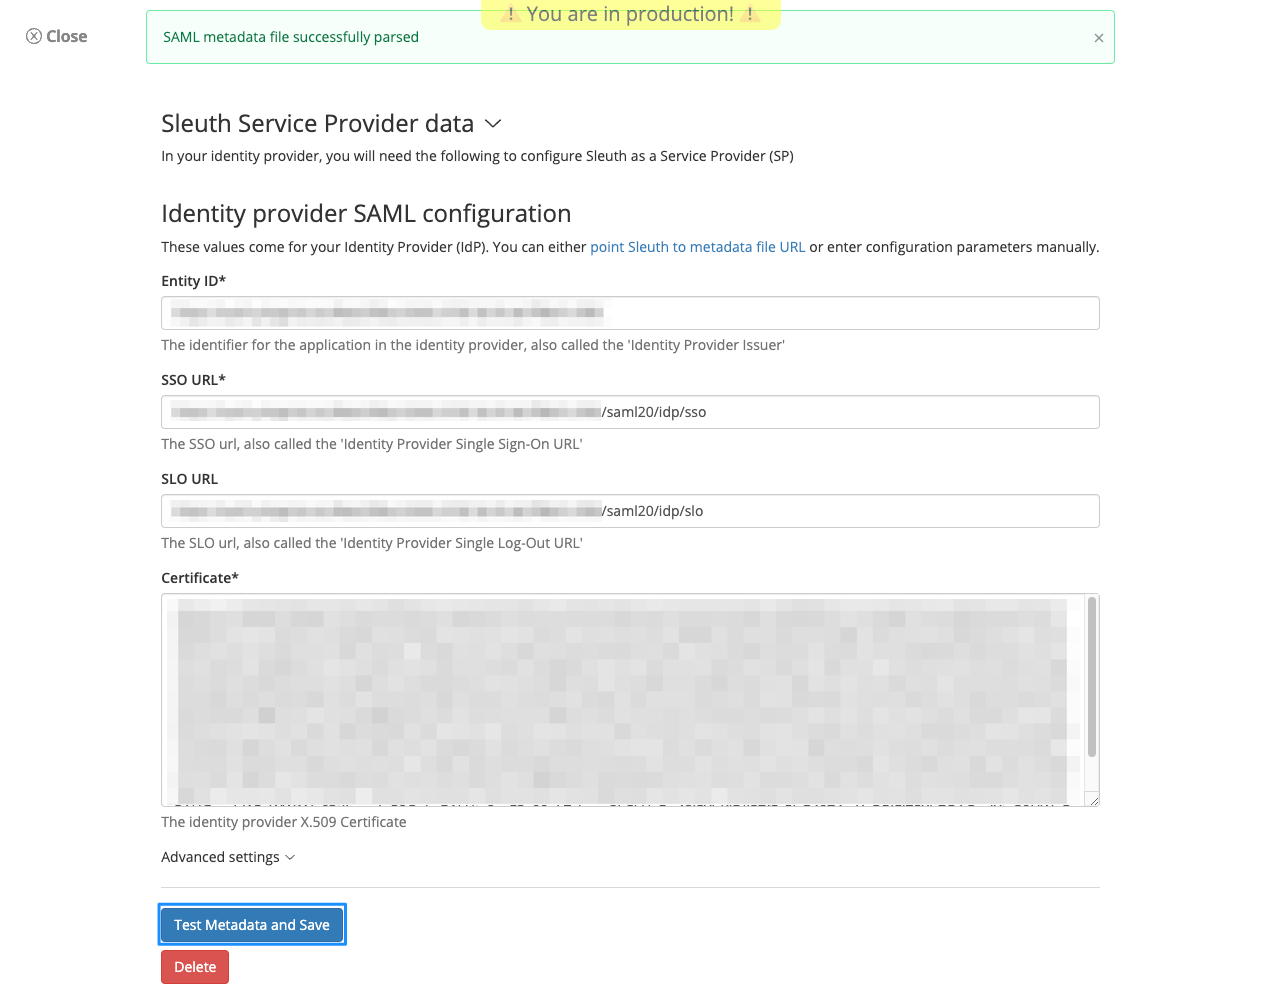 ⚠ You are in production! ⚠
Close
SAML metadata file successfully parsed
Sleuth Service Provider data
In your identity provider, you will need the following to configure Sleuth as a Service Provider (SP)
Identity provider SAML configuration
These values come for your Identity Provider (IdP). You can either point Sleuth to metadata file URL or enter configuration parameters manually.
Entity ID*
The identifier for the application in the identity provider, also called the 'Identity Provider Issuer'
SSO URL*
/saml20/idp/sso
The SSO url, also called the 'Identity Provider Single Sign-On URL'
SLO URL
/saml20/idp/slo
The SLO url, also called the 'Identity Provider Single Log-Out URL'
Certificate*
The identity provider X.509 Certificate
Advanced settings
Test Metadata and Save
Delete